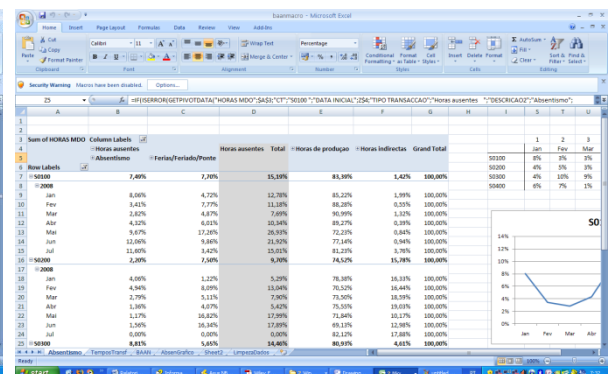 baanmacro - Microsoft Excel
Home Insert Page Layout Formulas Data Review View Add-Ins
Cut
Copy
Format Painter
Paste
Calibri 11
Wrap Text
Merge & Center
Percentage
Conditional Formatting Format as Table Cell Styles
Insert Delete Format
AutoSum
Fill
Clear
Sort & Filter Find & Select
Clipboard Font Alignment Number Styles Cells Editing
Security Warning Macros have been disabled. Options...
Z5 =IF(ISERROR(GETPIVOTDATA("HORAS MDO";$A$3;"CT";"S0100 ";"DATA INICIAL";Z$4;"TIPO TRANSACCAO";"Horas ausentes ";"DESCRICAO2";"Absentismo";
A B C D E F G H I S T U
Sum of HORAS MDO Column Labels 1 2 3
Horas ausentes Horas ausentes Total Horas de produçao Horas indirectas Grand Total Jan Fev Mar
Absentismo Ferias/Feriado/Ponte S0100 8% 3% 3%
Row Labels S0200 4% 5% 3%
S0100 7,49% 7,70% 15,19% 83,39% 1,42% 100,00% S0300 4% 10% 9%
2008 S0400 6% 7% 1%
Jan 8,06% 4,72% 12,78% 85,22% 1,99% 100,00%
Fev 3,41% 7,77% 11,18% 88,28% 0,55% 100,00%
Mar 2,82% 4,87% 7,69% 90,99% 1,32% 100,00%
Abr 4,32% 6,01% 10,34% 89,27% 0,39% 100,00%
Mai 9,67% 17,26% 26,93% 72,23% 0,84% 100,00%
Jun 12,06% 9,86% 21,92% 77,14% 0,94% 100,00%
Jul 11,60% 3,42% 15,01% 81,23% 3,76% 100,00%
S0200 2,20% 7,50% 9,70% 74,52% 15,78% 100,00%
2008
Jan 4,06% 1,22% 5,29% 78,38% 16,33% 100,00%
Fev 4,94% 8,09% 13,04% 70,52% 16,44% 100,00%
Mar 2,79% 5,11% 7,90% 73,50% 18,59% 100,00%
Abr 1,36% 4,07% 5,42% 75,55% 19,03% 100,00%
Mai 1,17% 16,82% 17,99% 71,84% 10,17% 100,00%
Jun 1,56% 16,34% 17,89% 69,13% 12,98% 100,00%
Jul 0,00% 0,00% 0,00% 82,12% 17,88% 100,00%
S0300 8,81% 5,65% 14,46% 80,93% 4,61% 100,00%
S0
14%
12%
10%
8%
6%
4%
2%
0%
Jan Fev Mar Abr
Absentismo TemposTransf BAAN AbsenGrafico Sheet2 LimpezaDados
Ready 100%
start